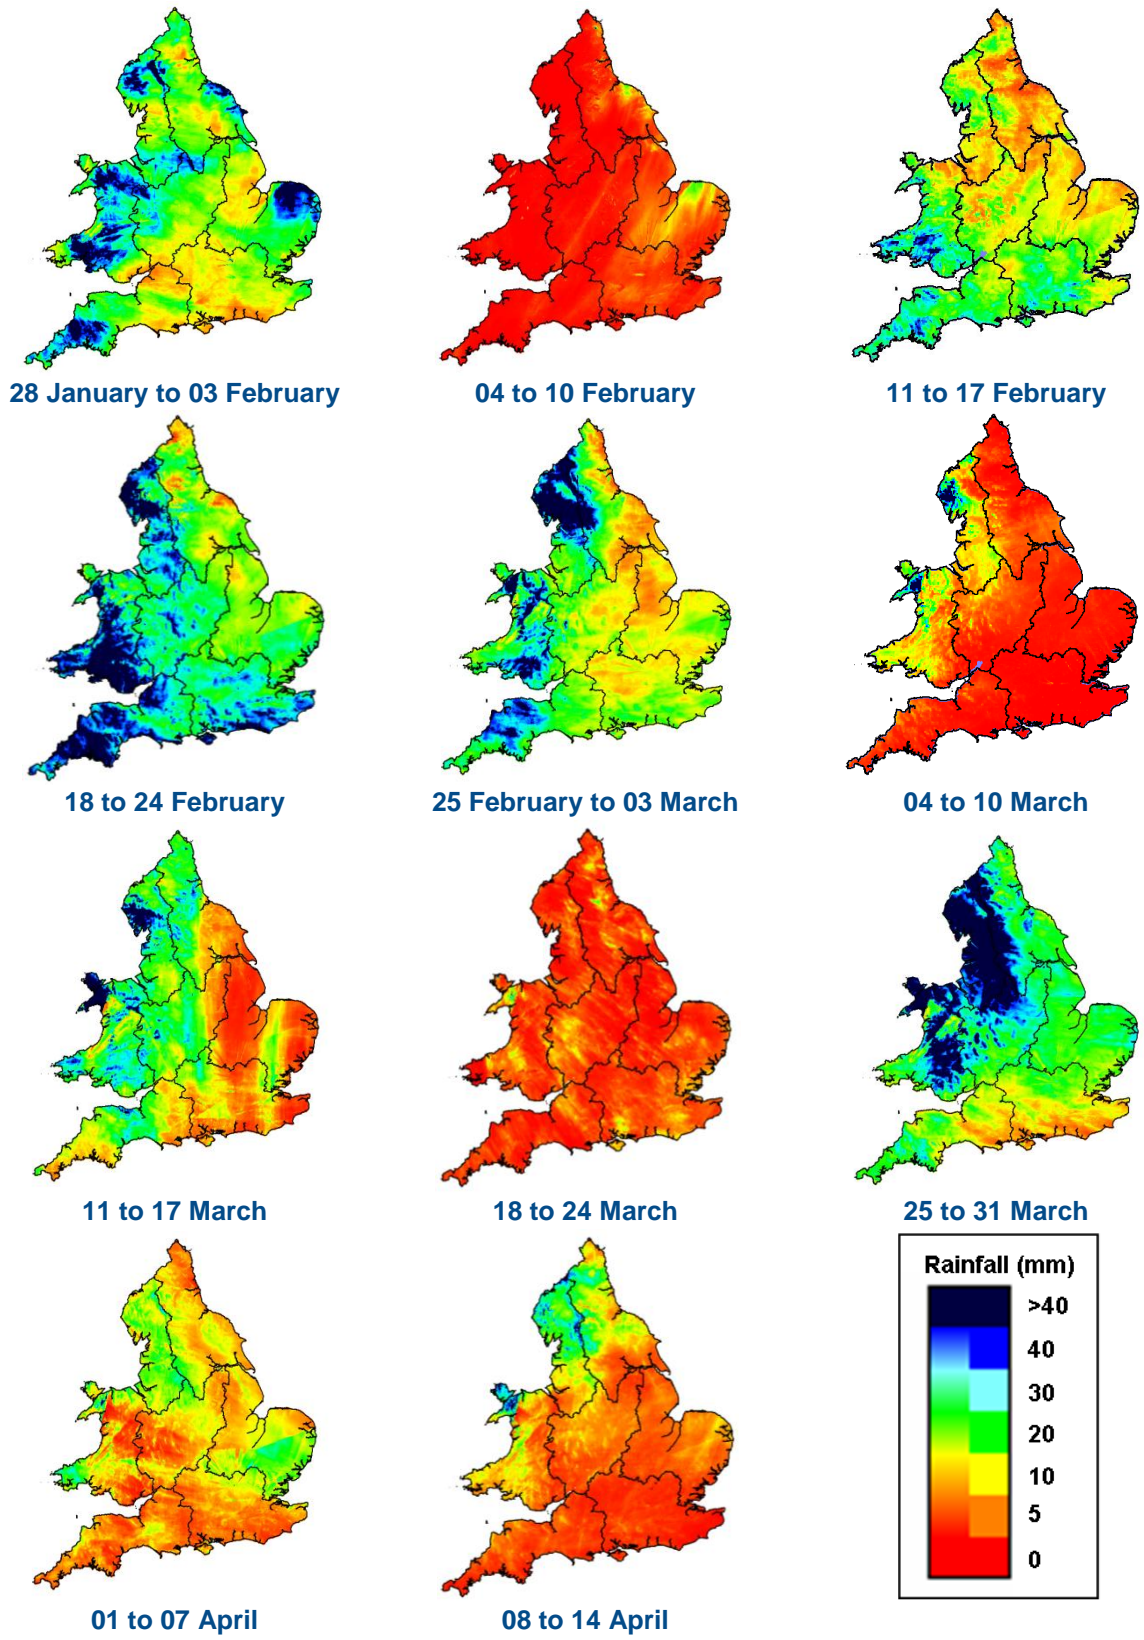 28 January to 03 February
04 to 10 February
11 to 17 February
18 to 24 February
25 February to 03 March
04 to 10 March
11 to 17 March
18 to 24 March
25 to 31 March
Rainfall (mm)
>40
40
30
20
10
5
0
01 to 07 April
08 to 14 April